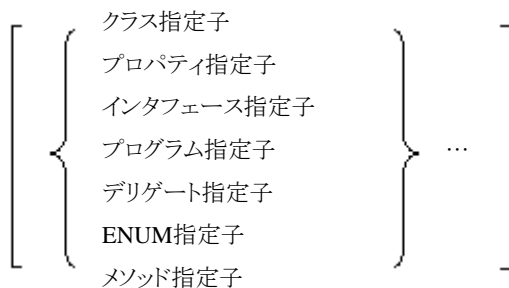 クラス指定子
プロパティ指定子
インタフェース指定子
プログラム指定子
…
デリゲート指定子
ENUM指定子
メソッド指定子